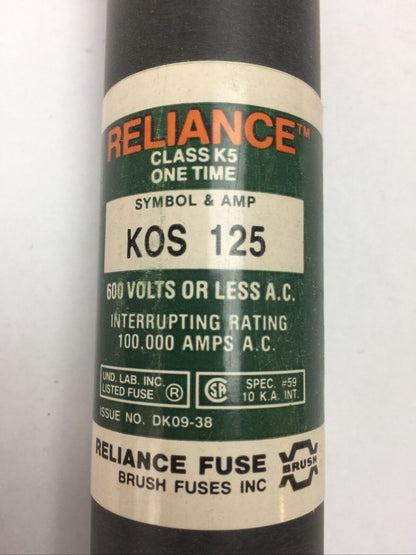 RELIANCE™
CLASS K5
ONE TIME
SYMBOL & AMP
KOS 125
600 VOLTS OR LESS A.C.
INTERRUPTING RATING
100,000 AMPS A.C.
UND. LAB. INC.
LISTED FUSE ®
SA SPEC. #59
10 K.A. INT.
ISSUE NO. DK09-38
RELIANCE FUSE
BRUSH
BRUSH FUSES INC